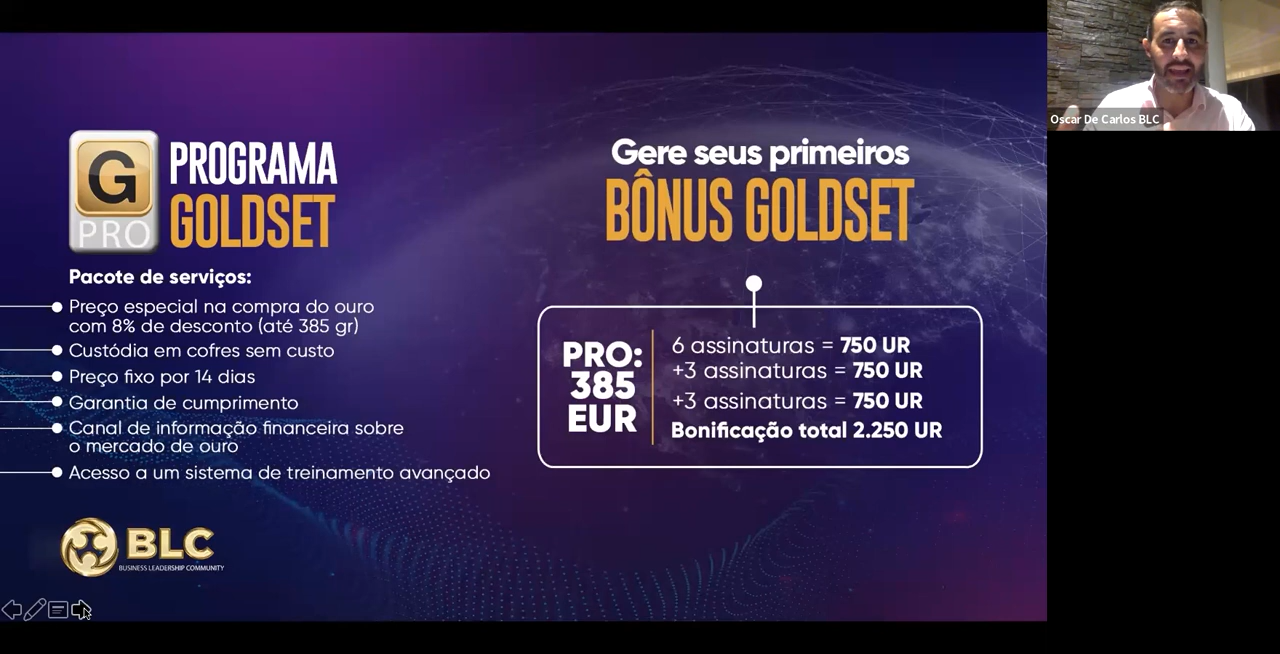 G
PRO
PROGRAMA
GOLDSET
Pacote de serviços:
Preço especial na compra do ouro
com 8% de desconto (até 385 gr)
Custódia em cofres sem custo
Preço fixo por 14 dias
Garantia de cumprimento
Canal de informação financeira sobre
o mercado de ouro
Acesso a um sistema de treinamento avançado
BLC
BUSINESS LEADERSHIP COMMUNITY
Gere seus primeiros
BÔNUS GOLDSET
PRO:
385
EUR
6 assinaturas = 750 UR
+3 assinaturas = 750 UR
+3 assinaturas = 750 UR
Bonificação total 2.250 UR
Oscar De Carlos BLC